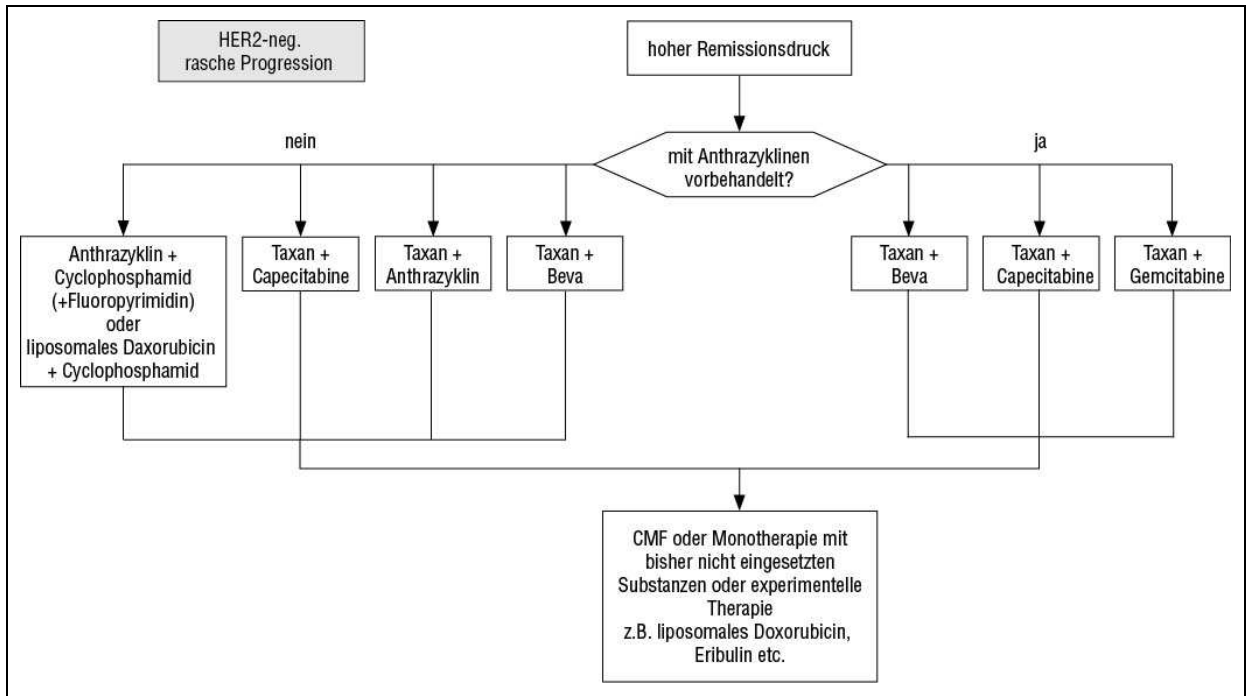 HER2-neg.
rasche Progression
hoher Remissionsdruck
nein
mit Anthrazyklinen
vorbehandelt?
ja
Anthrazyklin +
Cyclophosphamid
(+Fluoropyrimidin)
oder
liposomales Daxorubicin
+ Cyclophosphamid
Taxan +
Capecitabine
Taxan +
Anthrazyklin
Taxan +
Beva
Taxan +
Beva
Taxan +
Capecitabine
Taxan +
Gemcitabine
CMF oder Monotherapie mit
bisher nicht eingesetzten
Substanzen oder experimentelle
Therapie
z.B. liposomales Doxorubicin,
Eribulin etc.